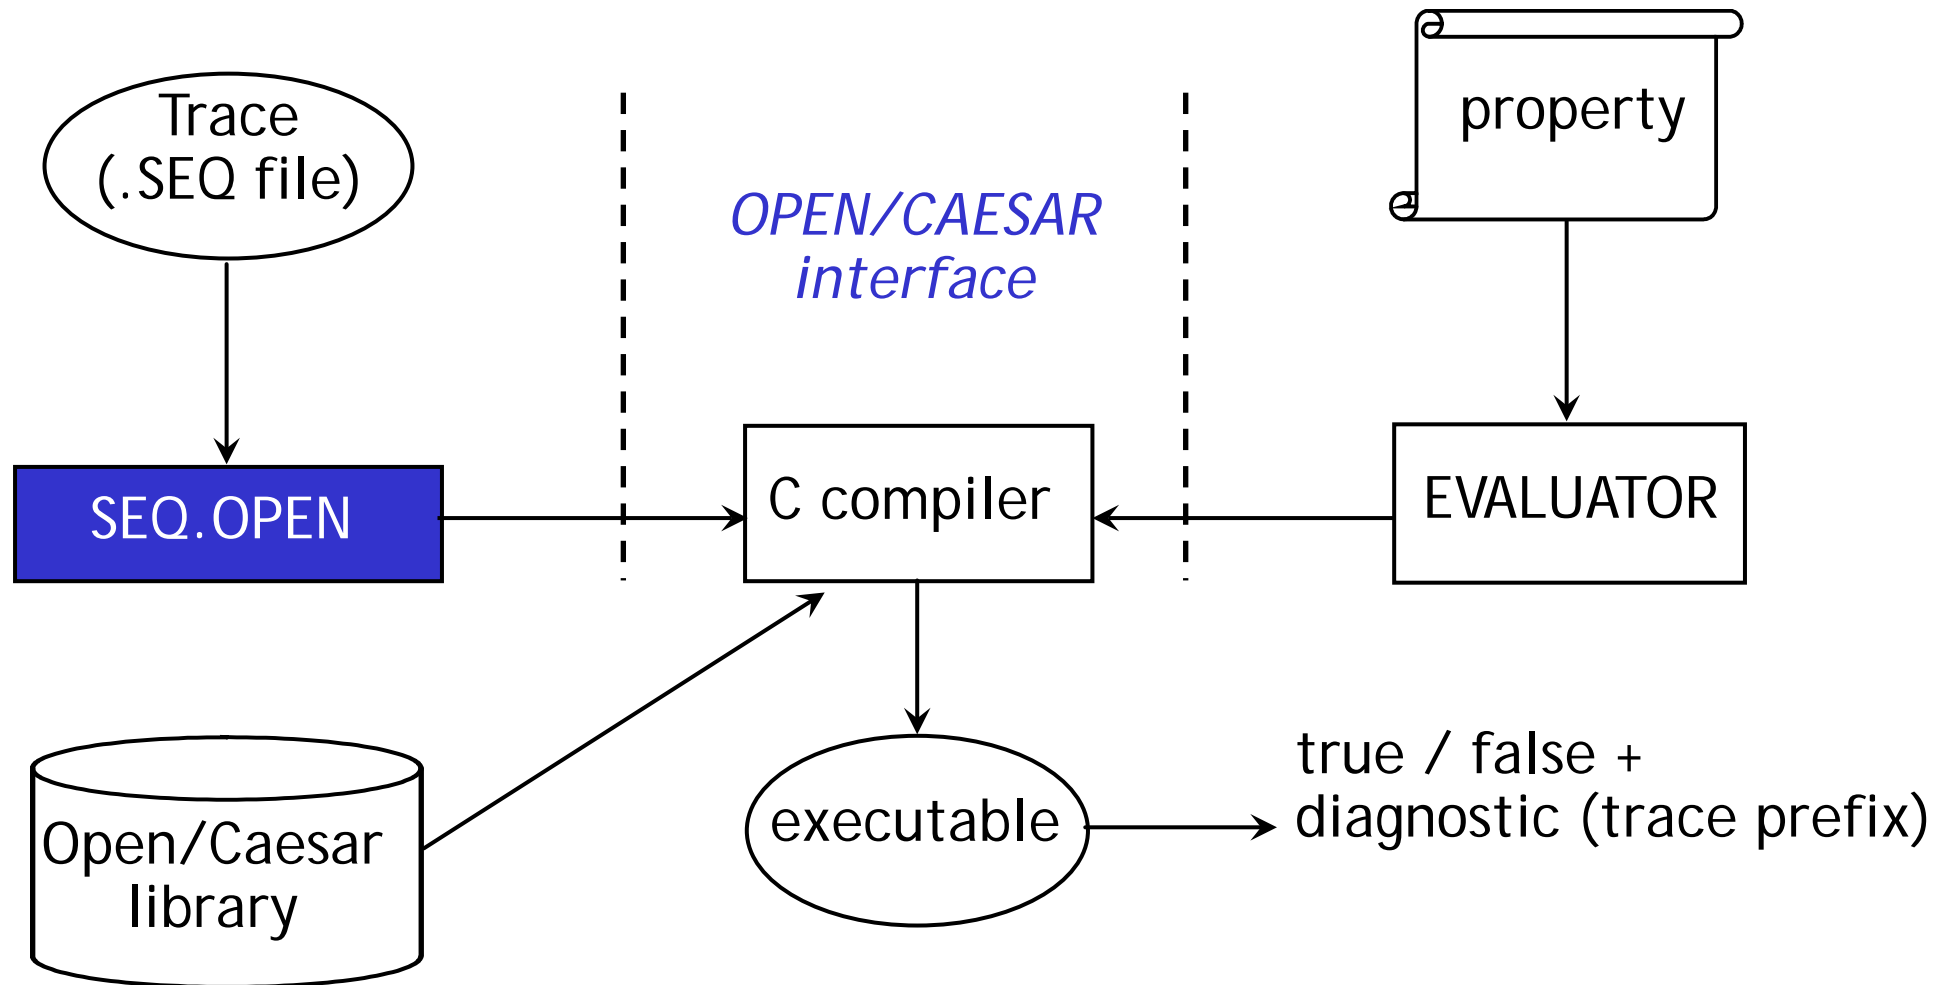 Trace
(.SEQ file)
property
OPEN/CAESAR
interface
SEQ.OPEN
C compiler
EVALUATOR
Open/Caesar
library
executable
true / false +
diagnostic (trace prefix)